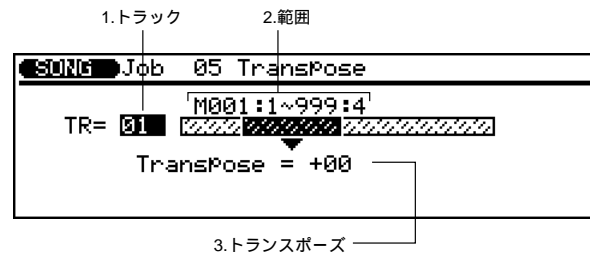 1.トラック 2.範囲
SONG Job 05 Transpose
M001:1~999:4
TR= 01
Transpose = +00
3.トランスポーズ